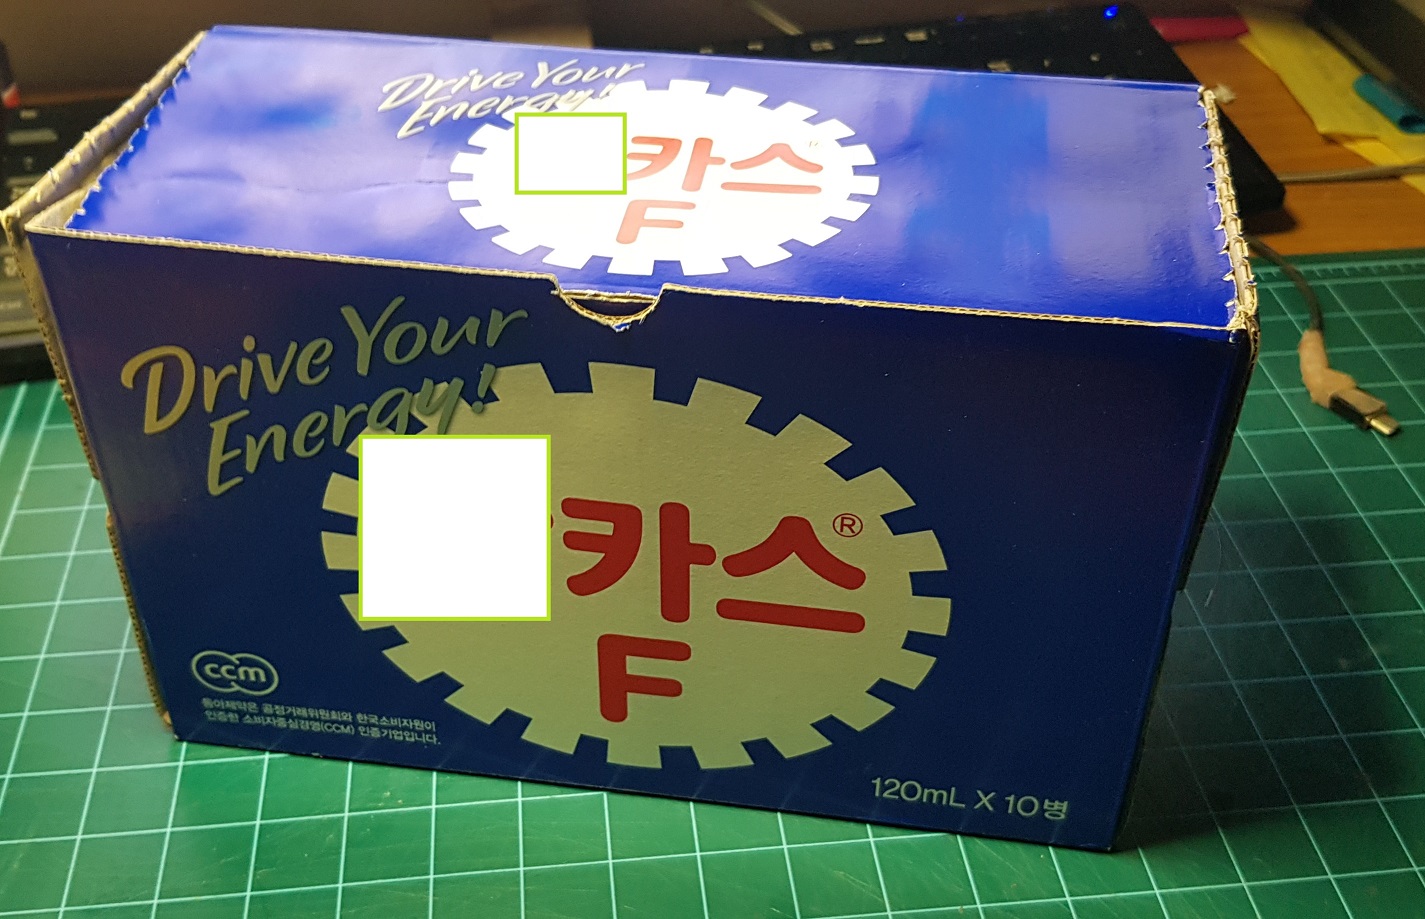 Drive Your
Energy!
카스
F
Drive Your
Energy!
카스®
F
ccm
동아제약은 공정거래위원회와 한국소비자원이
인증한 소비자중심경영(CCM) 인증기업입니다.
120mL X 10병